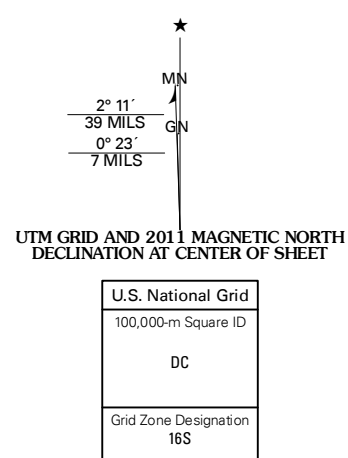 ★
MN
2° 11´
39 MILS
GN
0° 23´
7 MILS
UTM GRID AND 2011 MAGNETIC NORTH
DECLINATION AT CENTER OF SHEET
U.S. National Grid
100,000-m Square ID
DC
Grid Zone Designation
16S